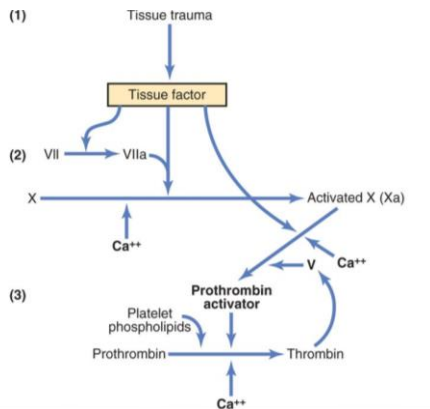 (1)
Tissue trauma
Tissue factor
(2)
VII
VIIa
X
Activated X (Xa)
Ca++
V
Ca++
(3)
Prothrombin
activator
Platelet
phospholipids
Prothrombin
Thrombin
Ca++